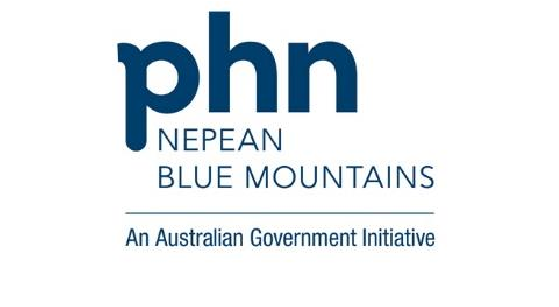 phn
NEPEAN
BLUE MOUNTAINS
An Australian Government Initiative